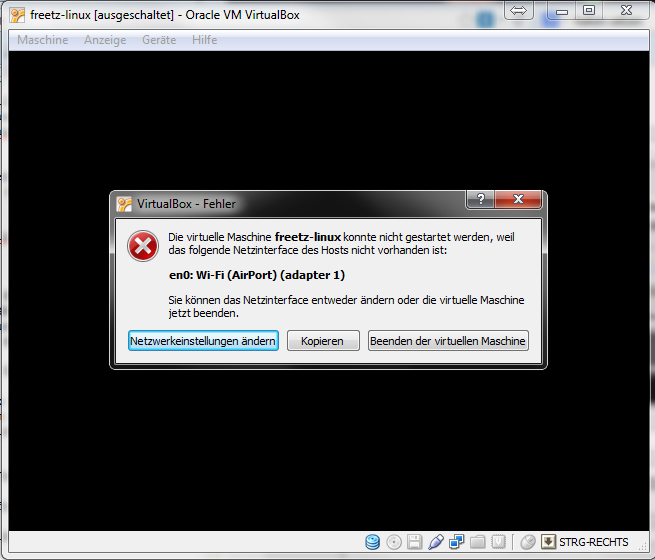 freetz-linux [ausgeschaltet] - Oracle VM VirtualBox
Maschine Anzeige Geräte Hilfe
VirtualBox - Fehler
?
Die virtuelle Maschine freetz-linux konnte nicht gestartet werden, weil
das folgende Netzinterface des Hosts nicht vorhanden ist:
en0: Wi-Fi (AirPort) (adapter 1)
Sie können das Netzinterface entweder ändern oder die virtuelle Maschine
jetzt beenden.
Netzwerkeinstellungen ändern Kopieren Beenden der virtuellen Maschine
STRG-RECHTS